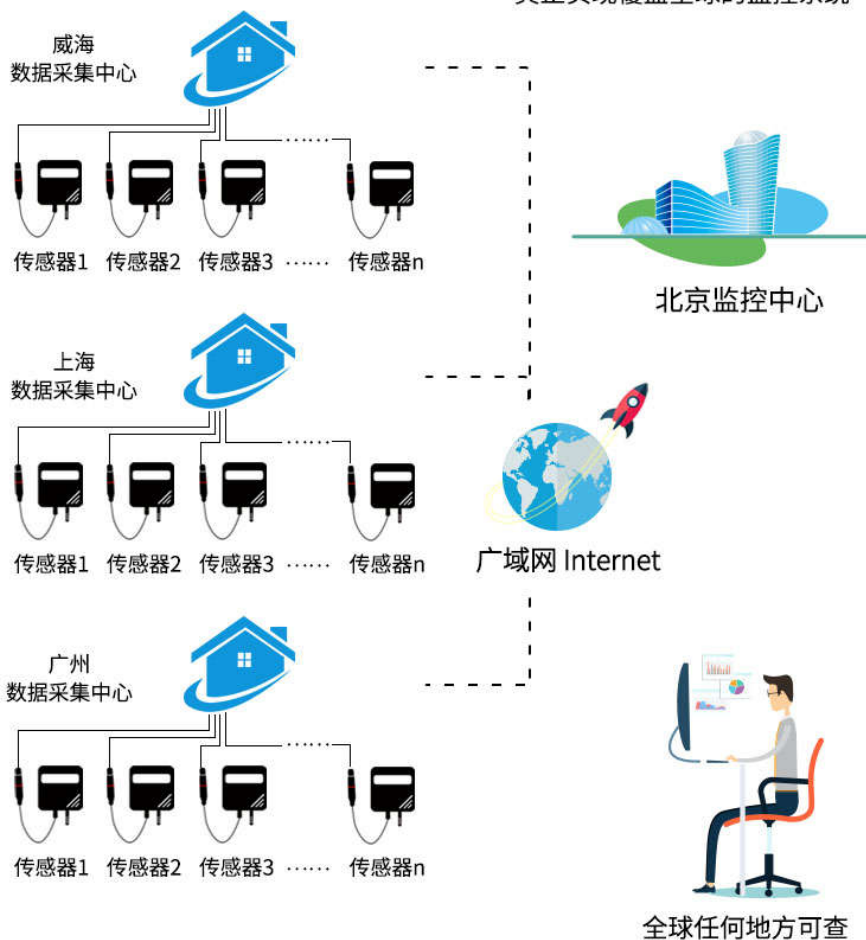 威海
数据采集中心
传感器1 传感器2 传感器3 …… 传感器n
北京监控中心
上海
数据采集中心
传感器1 传感器2 传感器3 …… 传感器n
广域网 Internet
广州
数据采集中心
传感器1 传感器2 传感器3 …… 传感器n
全球任何地方可查